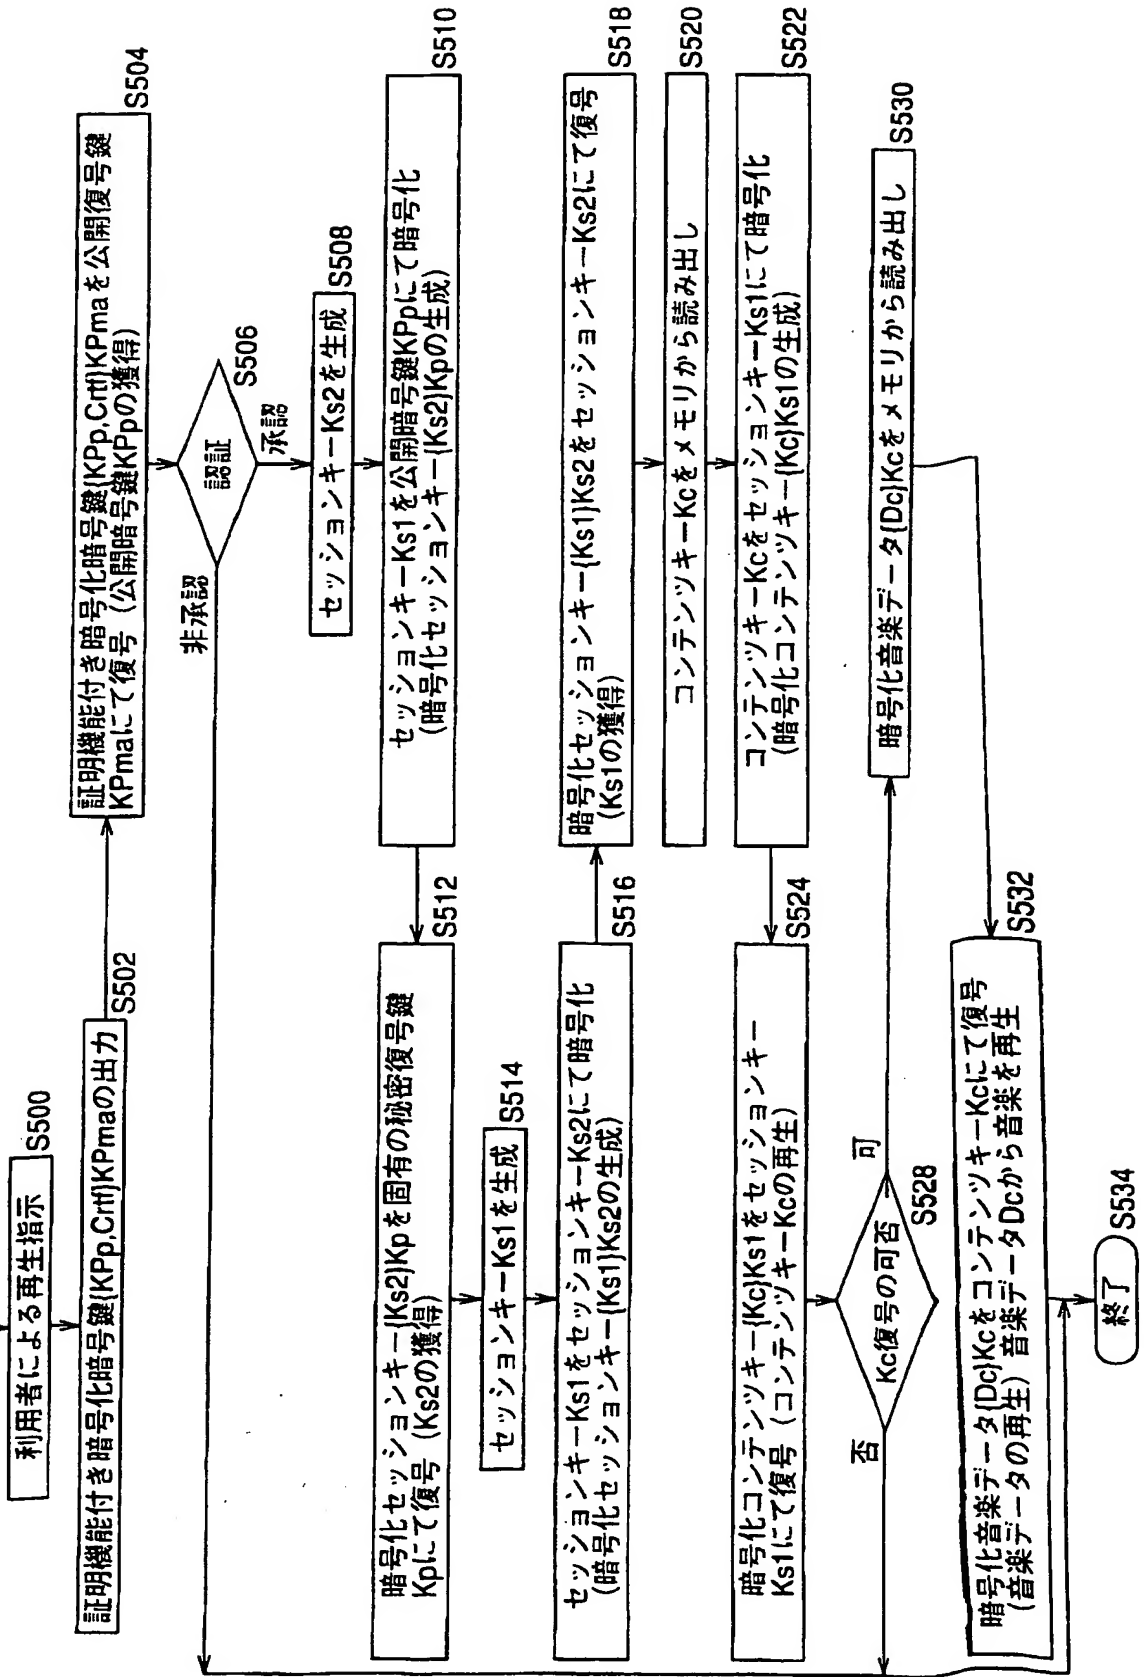 利用者による再生指示
S500
証明機能付き暗号化暗号鍵{KPp,Crtf}KPmaの出力
S502
証明機能付き暗号化暗号鍵{KPp,Crtf}KPmaを公開復号鍵
KPmaにて復号（公開暗号鍵KPpの獲得）
S504
認証
S506
非承認
承認
セッションキーKs2を生成
S508
セッションキーKs1を公開暗号鍵KPpにて暗号化
(暗号化セッションキー{Ks2}Kpの生成)
S510
暗号化セッションキー{Ks2}Kpを固有の秘密復号鍵
Kpにて復号（Ks2の獲得）
S512
セッションキーKs1を生成
S514
セッションキーKs1をセッションキーKs2にて暗号化
(暗号化セッションキー{Ks1}Ks2の生成)
S516
暗号化セッションキー{Ks1}Ks2をセッションキーKs2にて復号
(Ks1の獲得)
S518
コンテンツキーKcをメモリから読み出し
S520
コンテンツキーKcをセッションキーKs1にて暗号化
(暗号化コンテンツキー{Kc}Ks1の生成)
S522
暗号化コンテンツキー{Kc}Ks1をセッションキー
Ks1にて復号（コンテンツキーKcの再生）
S524
Kc復号の可否
S528
否
可
暗号化音楽データ{Dc}Kcをメモリから読み出し
S530
暗号化音楽データ{Dc}KcをコンテンツキーKcにて復号
(音楽データの再生）音楽データDcから音楽を再生
S532
終了
S534